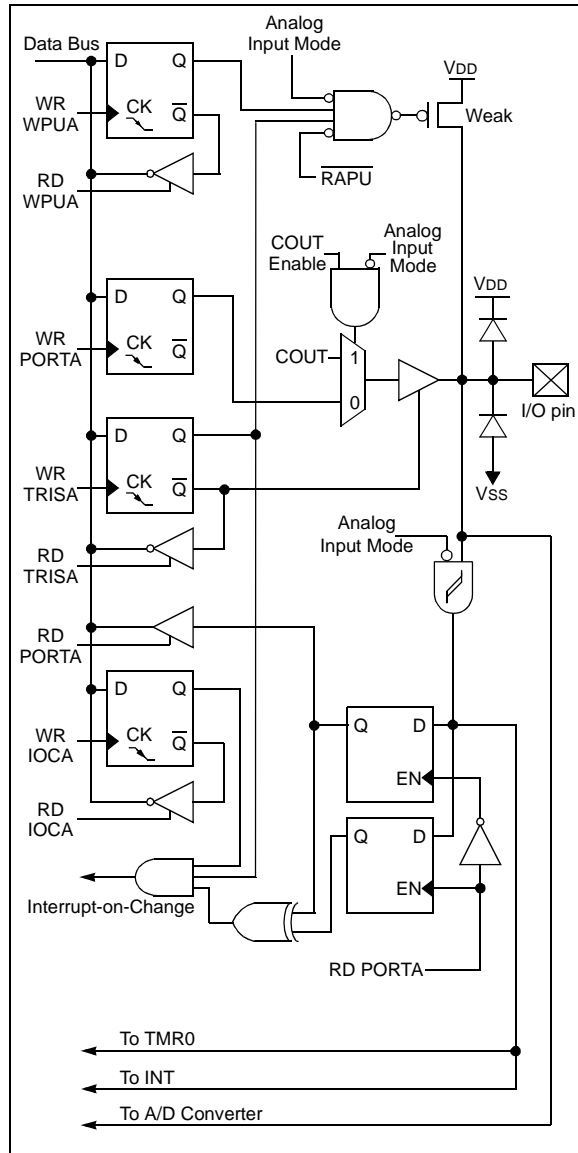 Data Bus
D
Q
CK
Q
WR
WPUA
RD
WPUA
Analog
Input Mode
RAPU
VDD
Weak
COUT
Enable
Analog
Input
Mode
D
Q
CK
Q
WR
PORTA
COUT
1
0
VDD
I/O pin
VSS
D
Q
CK
Q
WR
TRISA
RD
TRISA
Analog
Input Mode
RD
PORTA
D
Q
CK
Q
WR
IOCA
RD
IOCA
Q
D
EN
Q
D
EN
Interrupt-on-Change
RD PORTA
To TMR0
To INT
To A/D Converter